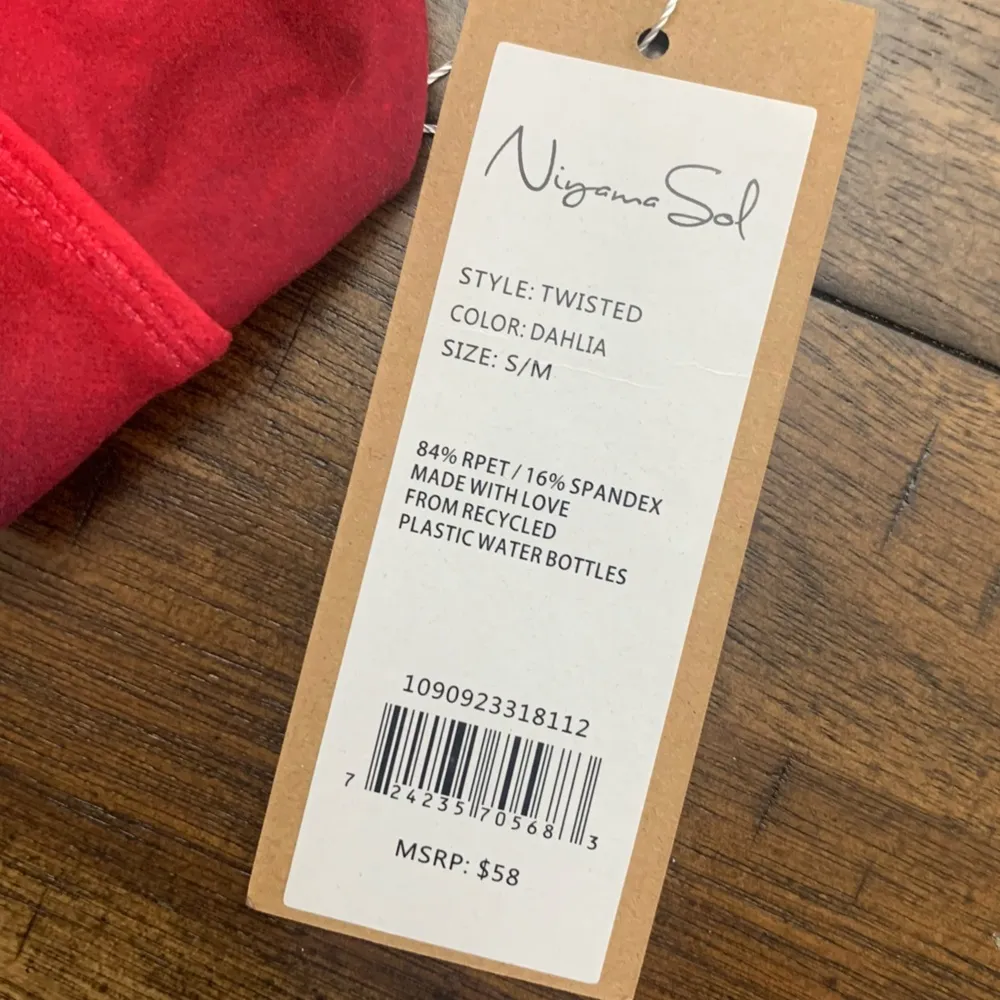 Niyama Sol
STYLE: TWISTED
COLOR: DAHLIA
SIZE: S/M
84% RPET / 16% SPANDEX
MADE WITH LOVE
FROM RECYCLED
PLASTIC WATER BOTTLES
1090923318112
7 24235 70568 3
MSRP: $58